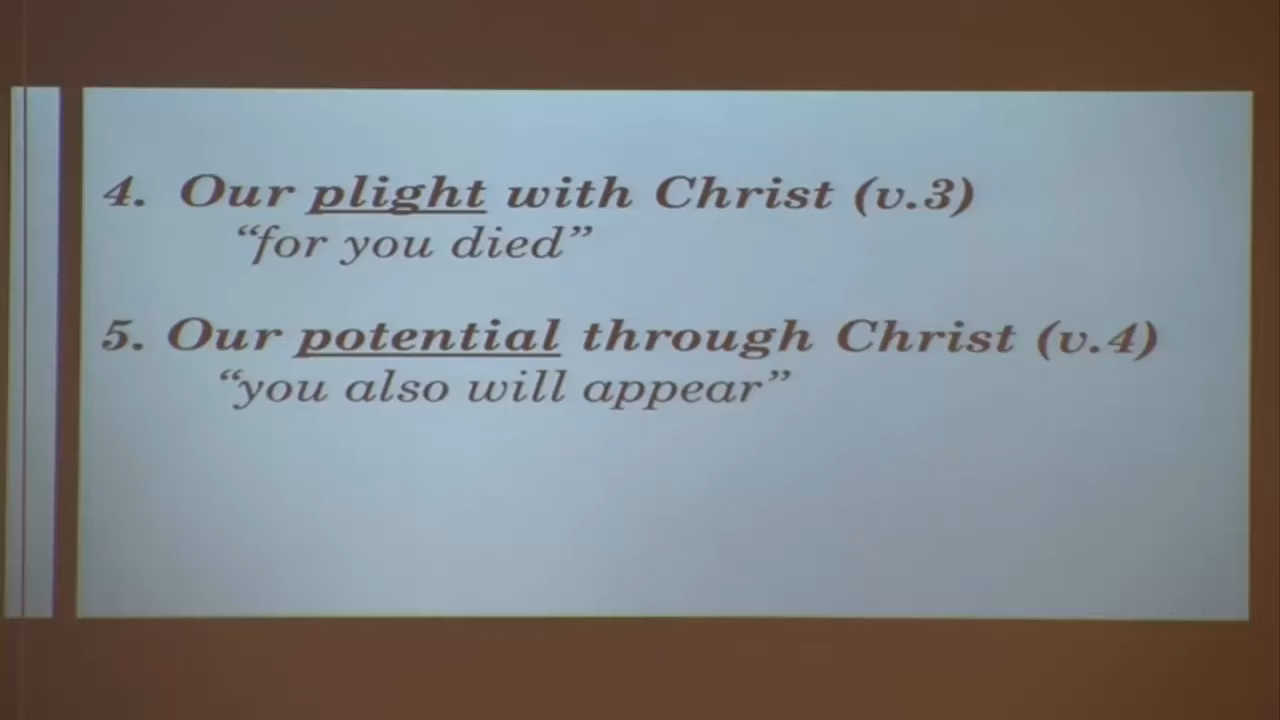 4. Our plight with Christ (v.3)
“for you died”
5. Our potential through Christ (v.4)
“you also will appear”